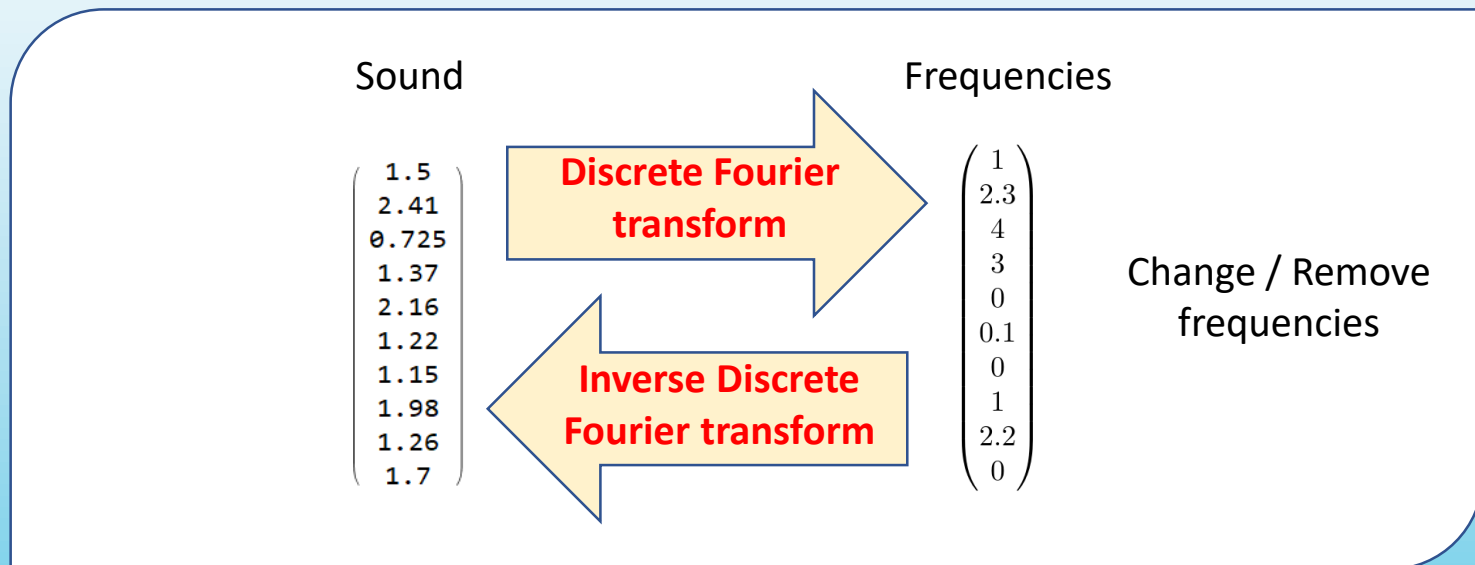 Sound
Frequencies
1.5
2.41
0.725
1.37
2.16
1.22
1.15
1.98
1.26
1.7
Discrete Fourier
transform
Inverse Discrete
Fourier transform
1
2.3
4
3
0
0.1
0
1
2.2
0
Change / Remove
frequencies